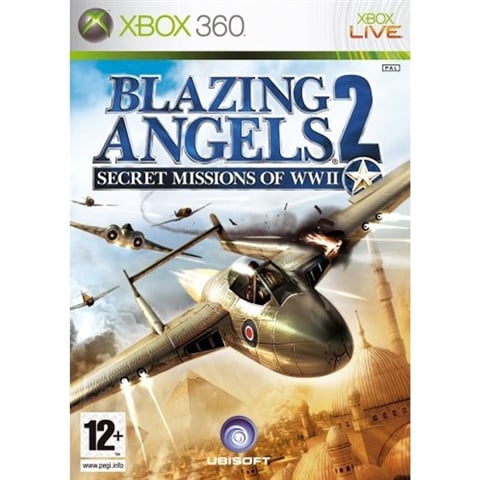 XBOX 360
XBOX
LIVE
PAL
BLAZING
ANGELS 2
SECRET MISSIONS OF WWII
12+
www.pegi.info
UBISOFT